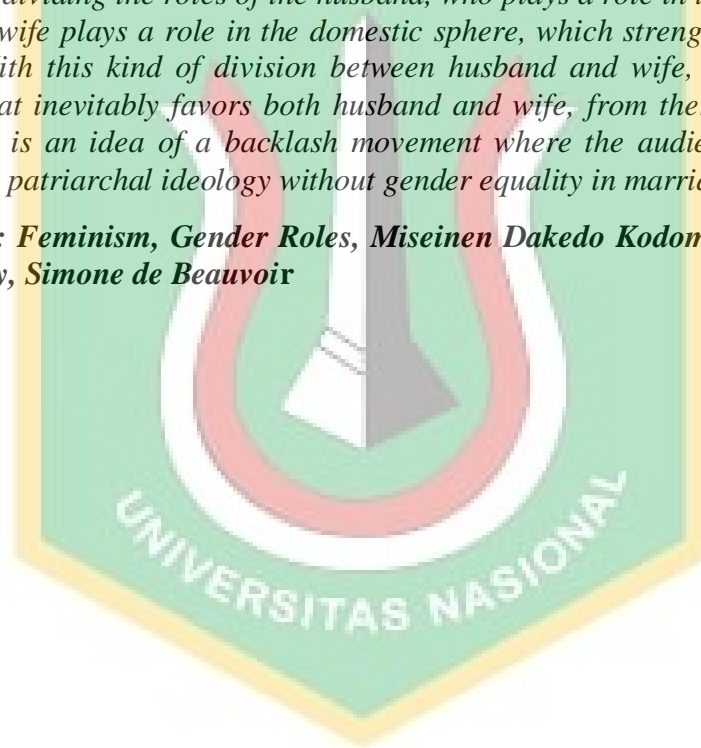 dividing the roles of the husband, who plays a role in
wife plays a role in the domestic sphere, which streng
ith this kind of division between husband and wife,
at inevitably favors both husband and wife, from the
is an idea of a backlash movement where the audie
patriarchal ideology without gender equality in marri
: Feminism, Gender Roles, Miseinen Dakedo Kodom
y, Simone de Beauvoir
UNIVERSITAS NASIONAL